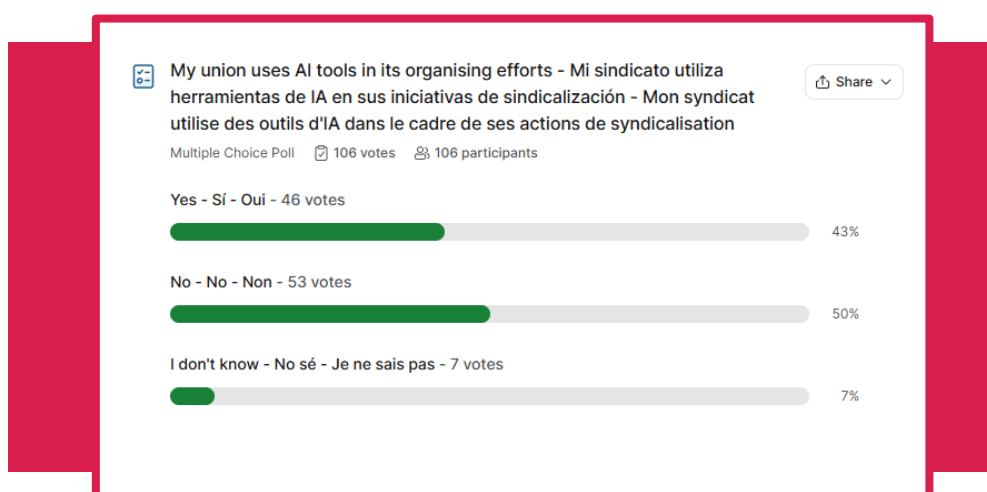 My union uses AI tools in its organising efforts - Mi sindicato utiliza
herramientas de IA en sus iniciativas de sindicalización - Mon syndicat
utilise des outils d'IA dans le cadre de ses actions de syndicalisation
Share
Multiple Choice Poll 106 votes 106 participants
Yes - Sí - Oui - 46 votes
43%
No - No - Non - 53 votes
50%
I don't know - No sé - Je ne sais pas - 7 votes
7%